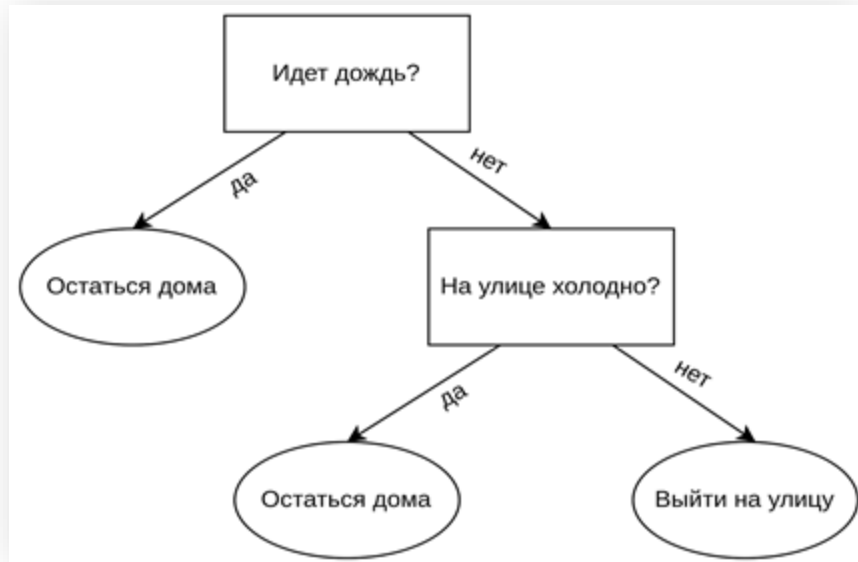 Идет дождь?
да
нет
Остаться дома
На улице холодно?
да
нет
Остаться дома
Выйти на улицу